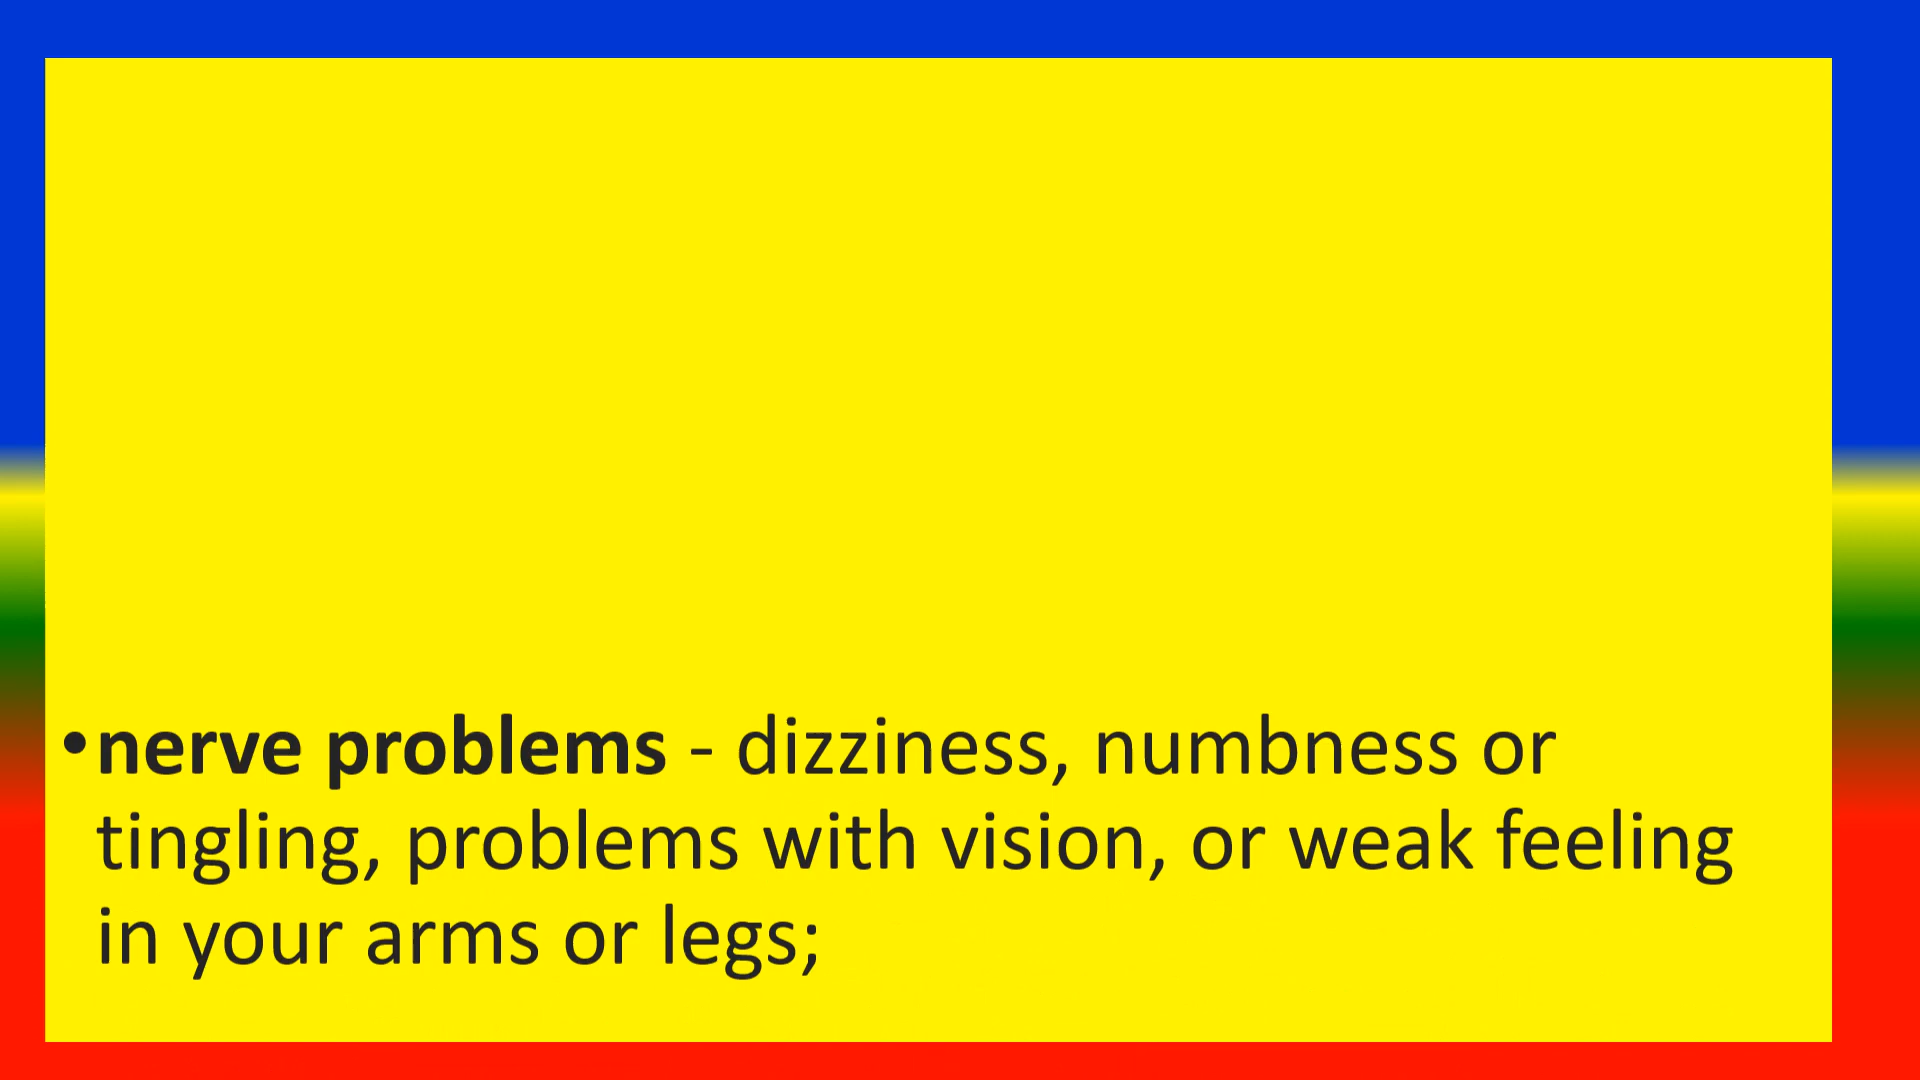 •nerve problems - dizziness, numbness or
tingling, problems with vision, or weak feeling
in your arms or legs;